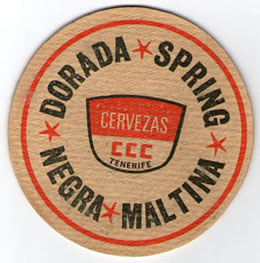 DORADA ★ SPRING ★
NEGRA ★ MALTINA
CERVEZAS
CCC
TENERIFE